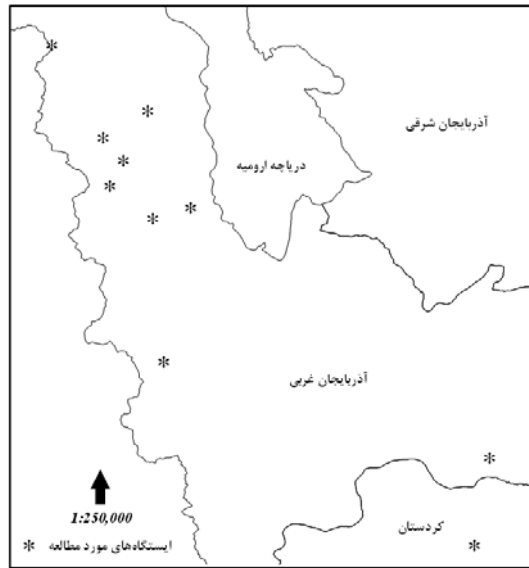 آذربایجان شرقی
دریاچه ارومیه
آذربایجان غربی
کردستان
1:250,000
ایستگاه‌های مورد مطالعه